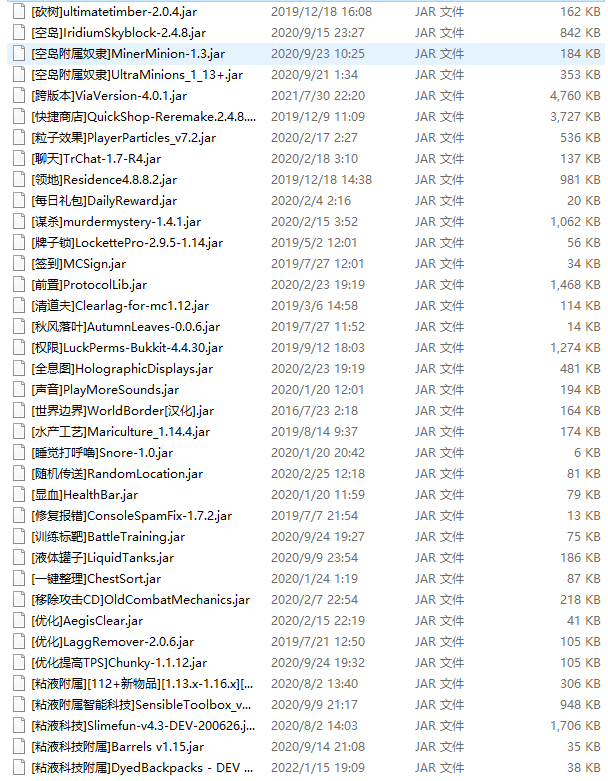 [砍树]ultimatetimber-2.0.4.jar 2019/12/18 16:08 JAR 文件 162 KB
[空岛]IridiumSkyblock-2.4.8.jar 2020/9/15 23:27 JAR 文件 842 KB
[空岛附属奴隶]MinerMinion-1.3.jar 2020/9/23 10:25 JAR 文件 184 KB
[空岛附属奴隶]UltraMinions_1_13+.jar 2020/9/21 1:34 JAR 文件 353 KB
[跨版本]ViaVersion-4.0.1.jar 2021/7/30 22:20 JAR 文件 4,760 KB
[快捷商店]QuickShop-Reremake.2.4.8.... 2019/12/9 11:09 JAR 文件 3,727 KB
[粒子效果]PlayerParticles_v7.2.jar 2020/2/17 2:27 JAR 文件 536 KB
[聊天]TrChat-1.7-R4.jar 2020/2/18 3:10 JAR 文件 137 KB
[领地]Residence4.8.8.2.jar 2019/12/18 14:38 JAR 文件 981 KB
[每日礼包]DailyReward.jar 2020/2/4 2:16 JAR 文件 20 KB
[谋杀]murdermystery-1.4.1.jar 2020/2/15 3:52 JAR 文件 1,062 KB
[牌子锁]LockettePro-2.9.5-1.14.jar 2019/5/2 12:01 JAR 文件 56 KB
[签到]MCSign.jar 2019/7/27 12:01 JAR 文件 34 KB
[前置]ProtocolLib.jar 2020/2/23 19:19 JAR 文件 1,468 KB
[清道夫]Clearlag-for-mc1.12.jar 2019/3/6 14:58 JAR 文件 114 KB
[秋风落叶]AutumnLeaves-0.0.6.jar 2019/7/27 11:52 JAR 文件 14 KB
[权限]LuckPerms-Bukkit-4.4.30.jar 2019/9/12 18:03 JAR 文件 1,274 KB
[全息图]HolographicDisplays.jar 2020/2/23 19:19 JAR 文件 481 KB
[声音]PlayMoreSounds.jar 2020/1/20 12:01 JAR 文件 194 KB
[世界边界]WorldBorder[汉化].jar 2016/7/23 2:18 JAR 文件 164 KB
[水产工艺]Mariculture_1.14.4.jar 2019/8/14 9:37 JAR 文件 174 KB
[睡觉打呼噜]Snore-1.0.jar 2020/1/20 20:42 JAR 文件 6 KB
[随机传送]RandomLocation.jar 2020/2/25 12:18 JAR 文件 81 KB
[显血]HealthBar.jar 2020/1/20 11:59 JAR 文件 79 KB
[修复报错]ConsoleSpamFix-1.7.2.jar 2019/7/7 21:54 JAR 文件 13 KB
[训练标靶]BattleTraining.jar 2020/9/24 19:27 JAR 文件 75 KB
[液体罐子]LiquidTanks.jar 2020/9/9 23:54 JAR 文件 186 KB
[一键整理]ChestSort.jar 2020/1/24 1:19 JAR 文件 87 KB
[移除攻击CD]OldCombatMechanics.jar 2020/2/7 22:54 JAR 文件 218 KB
[优化]AegisClear.jar 2020/2/15 22:19 JAR 文件 41 KB
[优化]LaggRemover-2.0.6.jar 2019/7/21 12:50 JAR 文件 105 KB
[优化提高TPS]Chunky-1.1.12.jar 2020/9/24 19:32 JAR 文件 105 KB
[粘液附属][112+新物品][1.13.x-1.16.x][... 2020/8/2 13:40 JAR 文件 306 KB
[粘液附属智能科技]SensibleToolbox_v... 2020/9/9 21:17 JAR 文件 948 KB
[粘液科技]Slimefun-v4.3-DEV-200626.j... 2020/8/2 14:03 JAR 文件 1,706 KB
[粘液科技附属]Barrels v1.15.jar 2020/9/14 21:08 JAR 文件 35 KB
[粘液科技附属]DyedBackpacks - DEV ... 2022/1/15 19:09 JAR 文件 38 KB